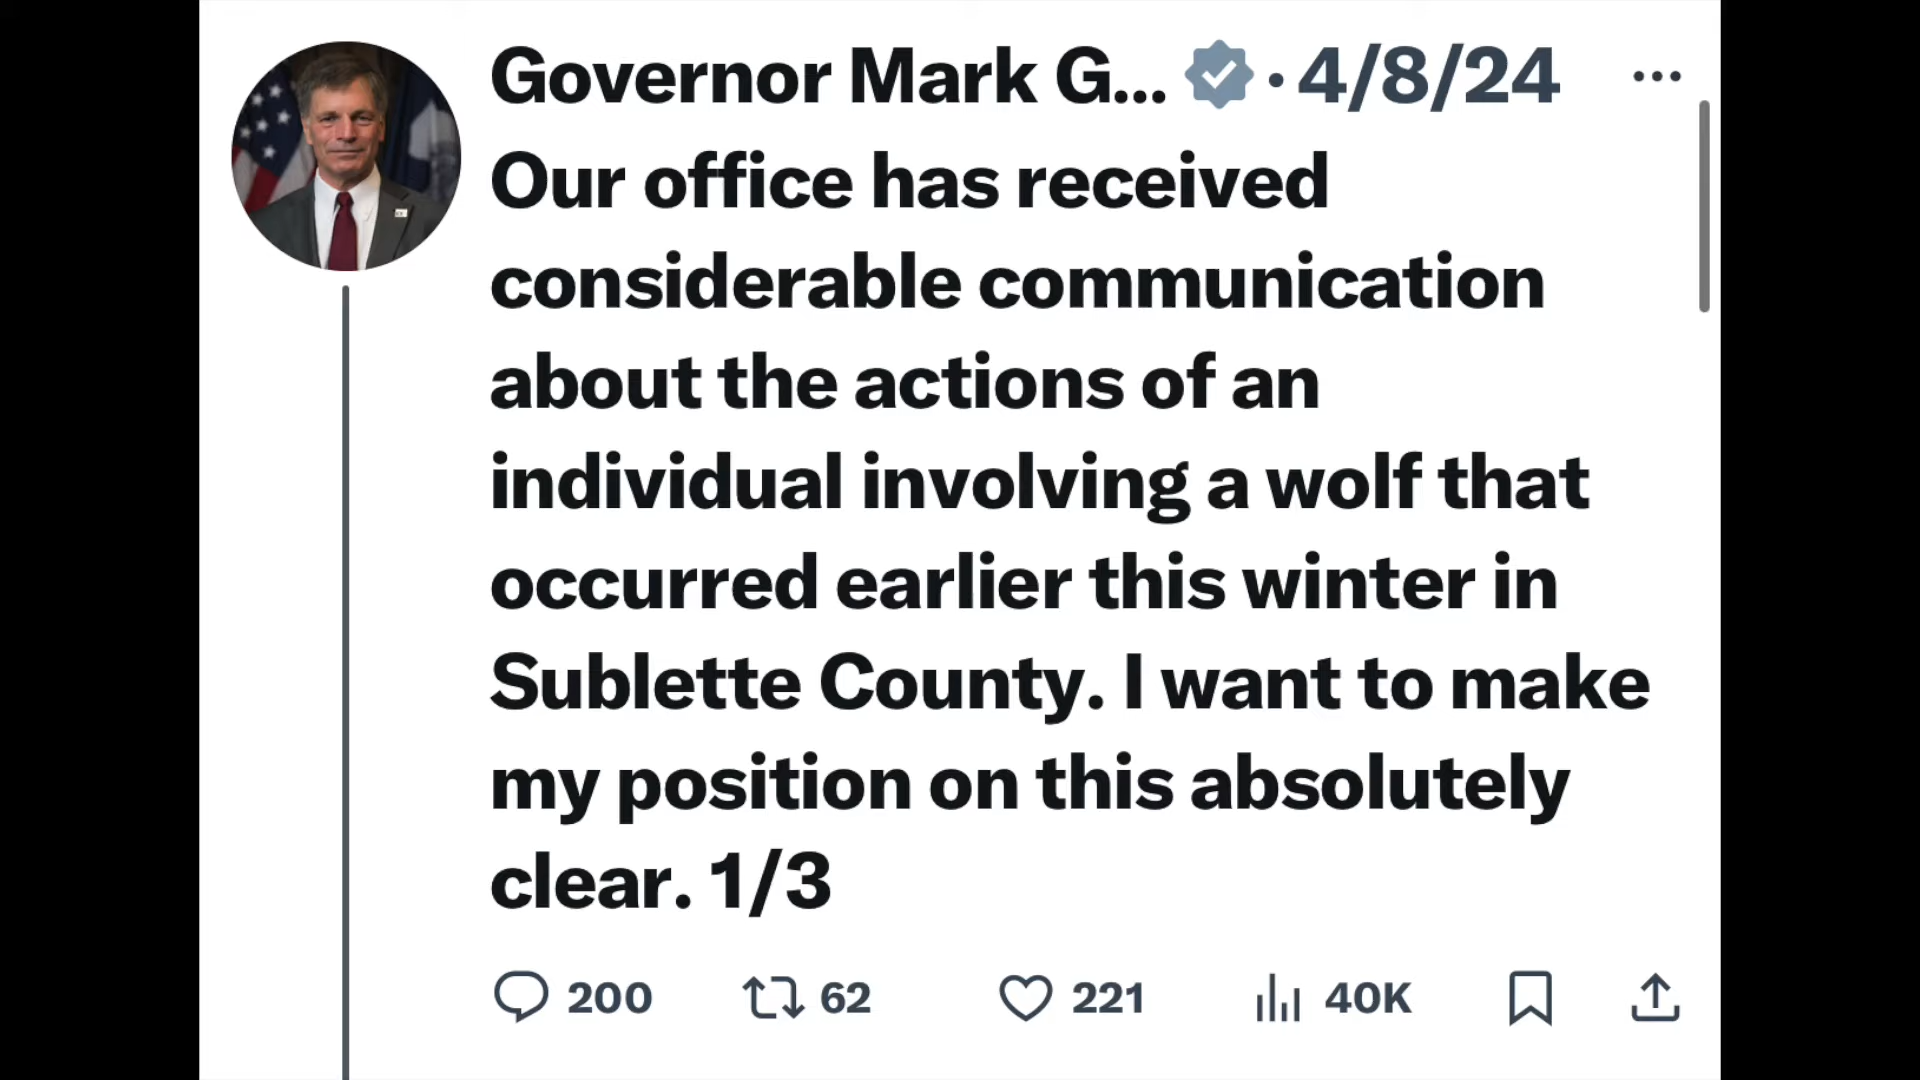 Governor Mark G... · 4/8/24
Our office has received
considerable communication
about the actions of an
individual involving a wolf that
occurred earlier this winter in
Sublette County. I want to make
my position on this absolutely
clear. 1/3
200 62 221 40K